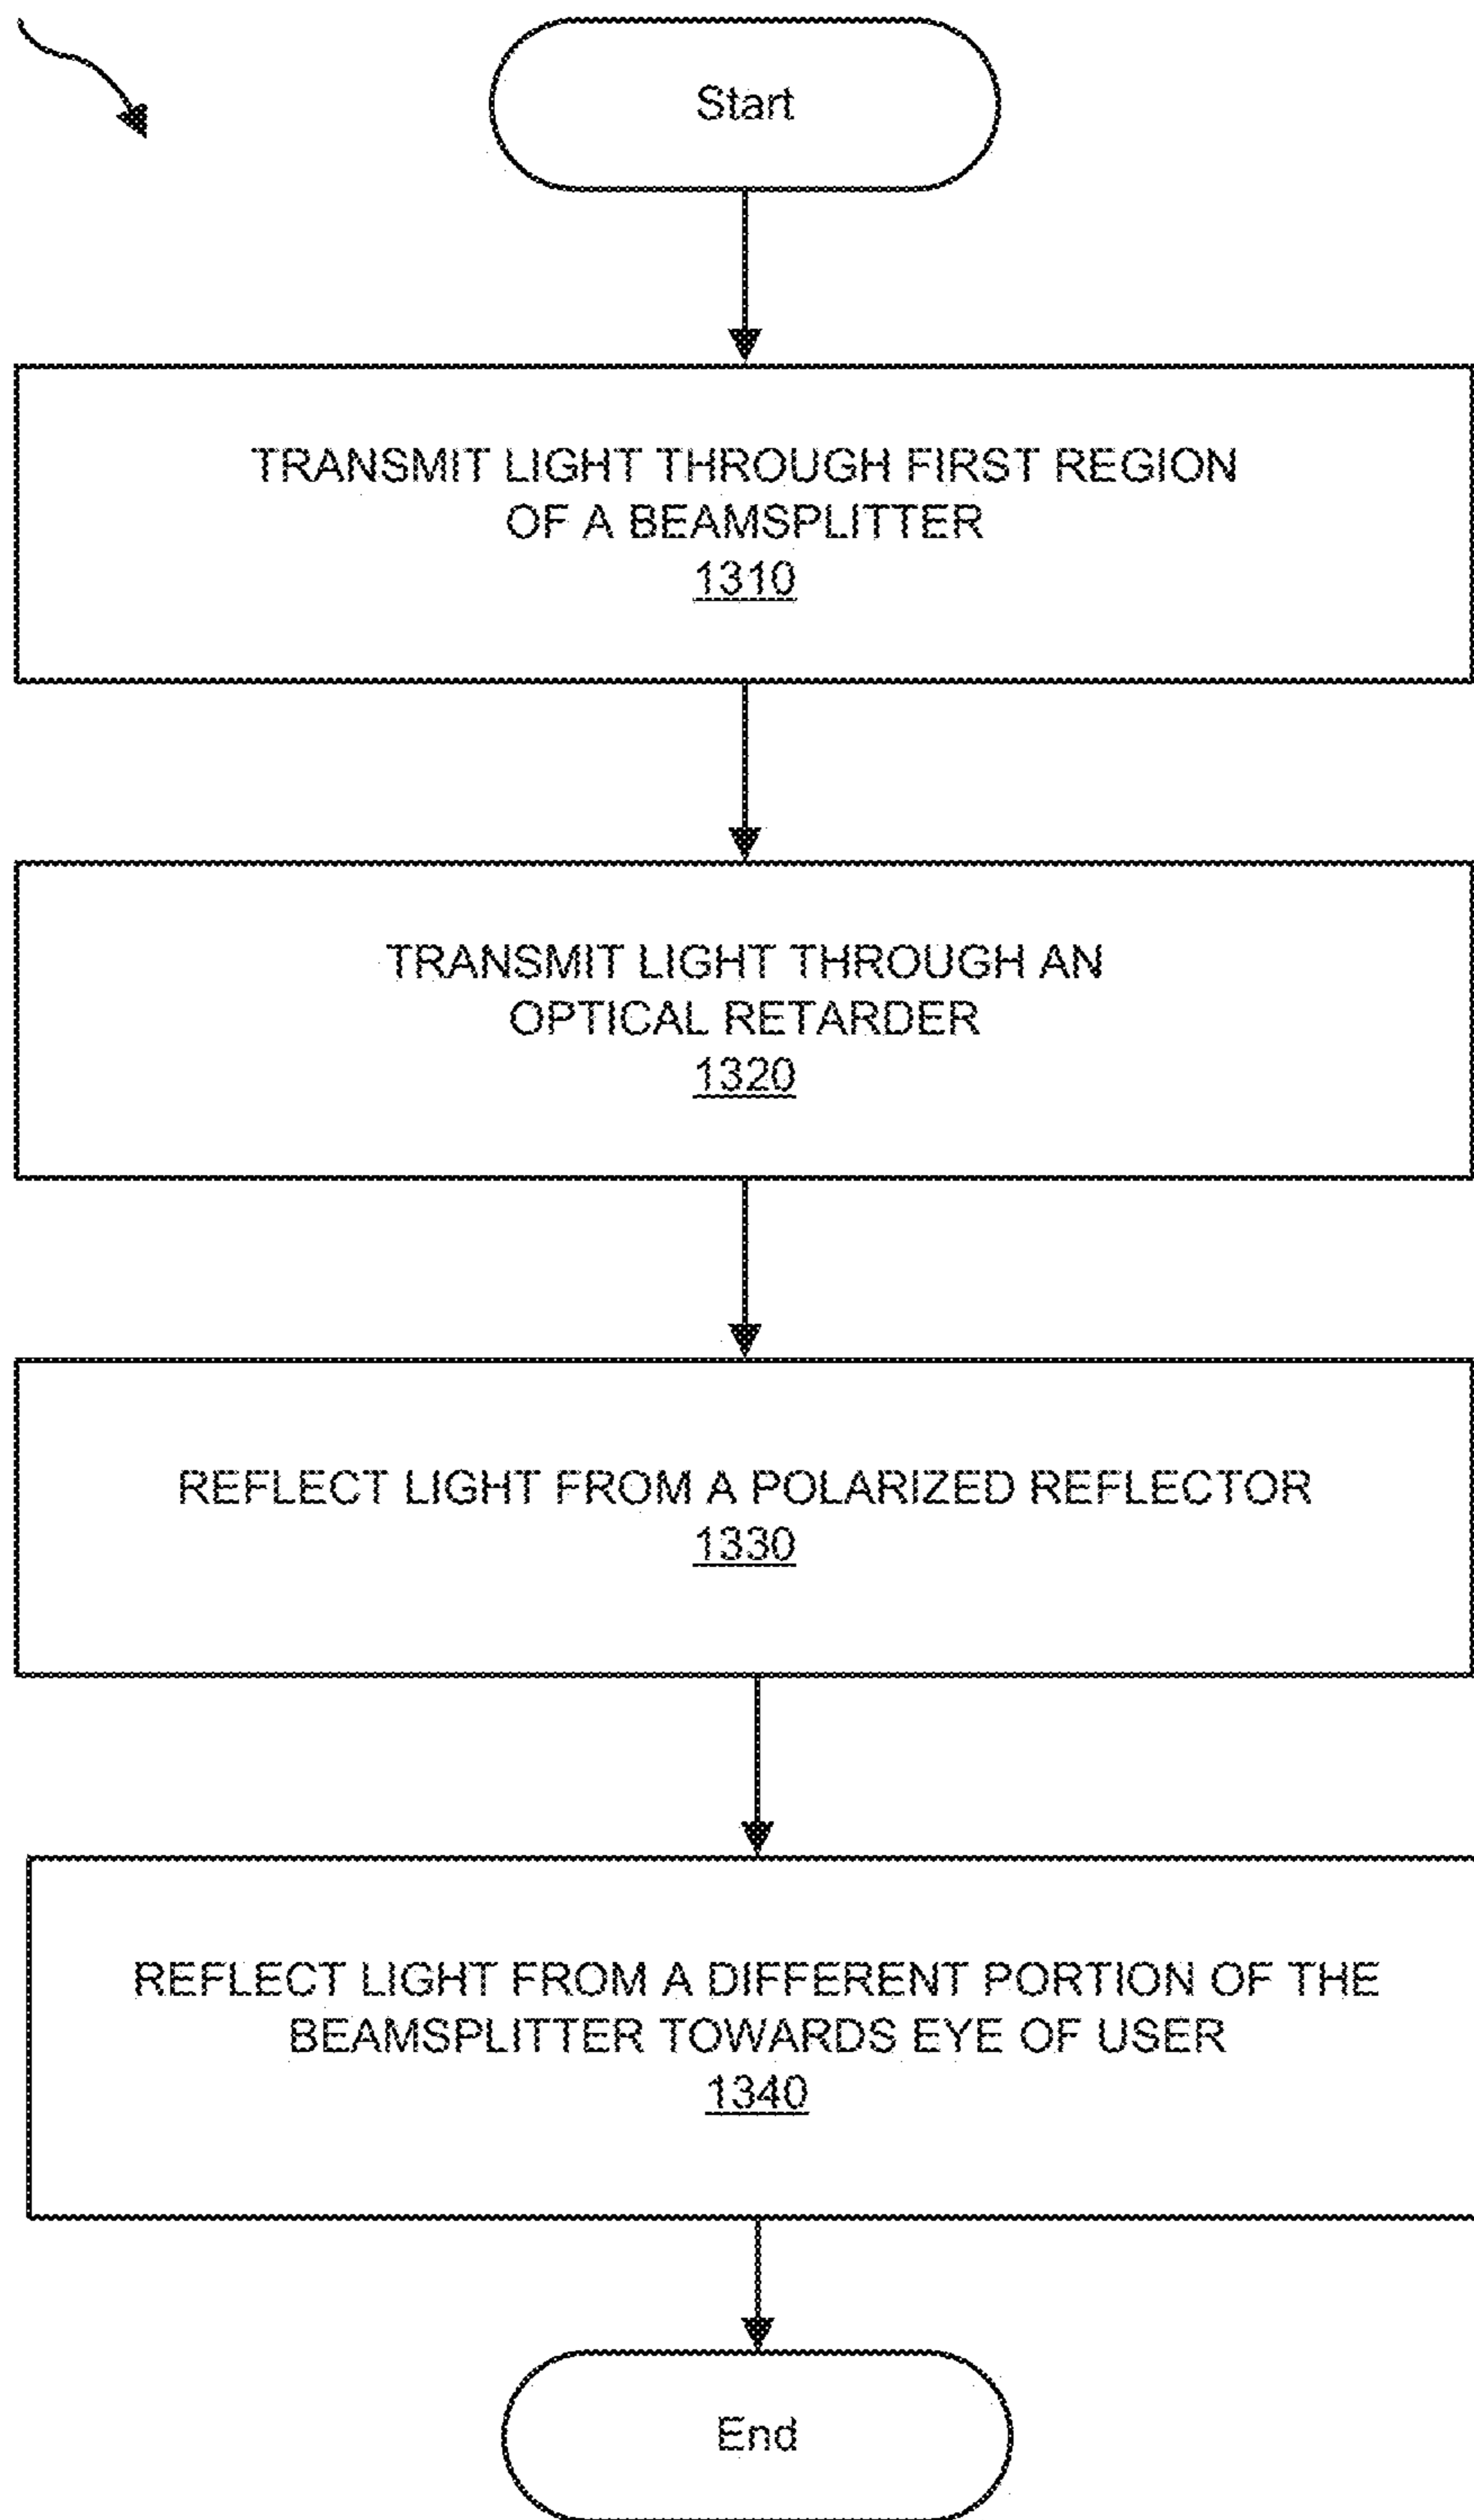 Start
TRANSMIT LIGHT THROUGH FIRST REGION
OF A BEAMSPLITTER
1310
TRANSMIT LIGHT THROUGH AN
OPTICAL RETARDER
1320
REFLECT LIGHT FROM A POLARIZED REFLECTOR
1330
REFLECT LIGHT FROM A DIFFERENT PORTION OF THE
BEAMSPLITTER TOWARDS EYE OF USER
1340
End